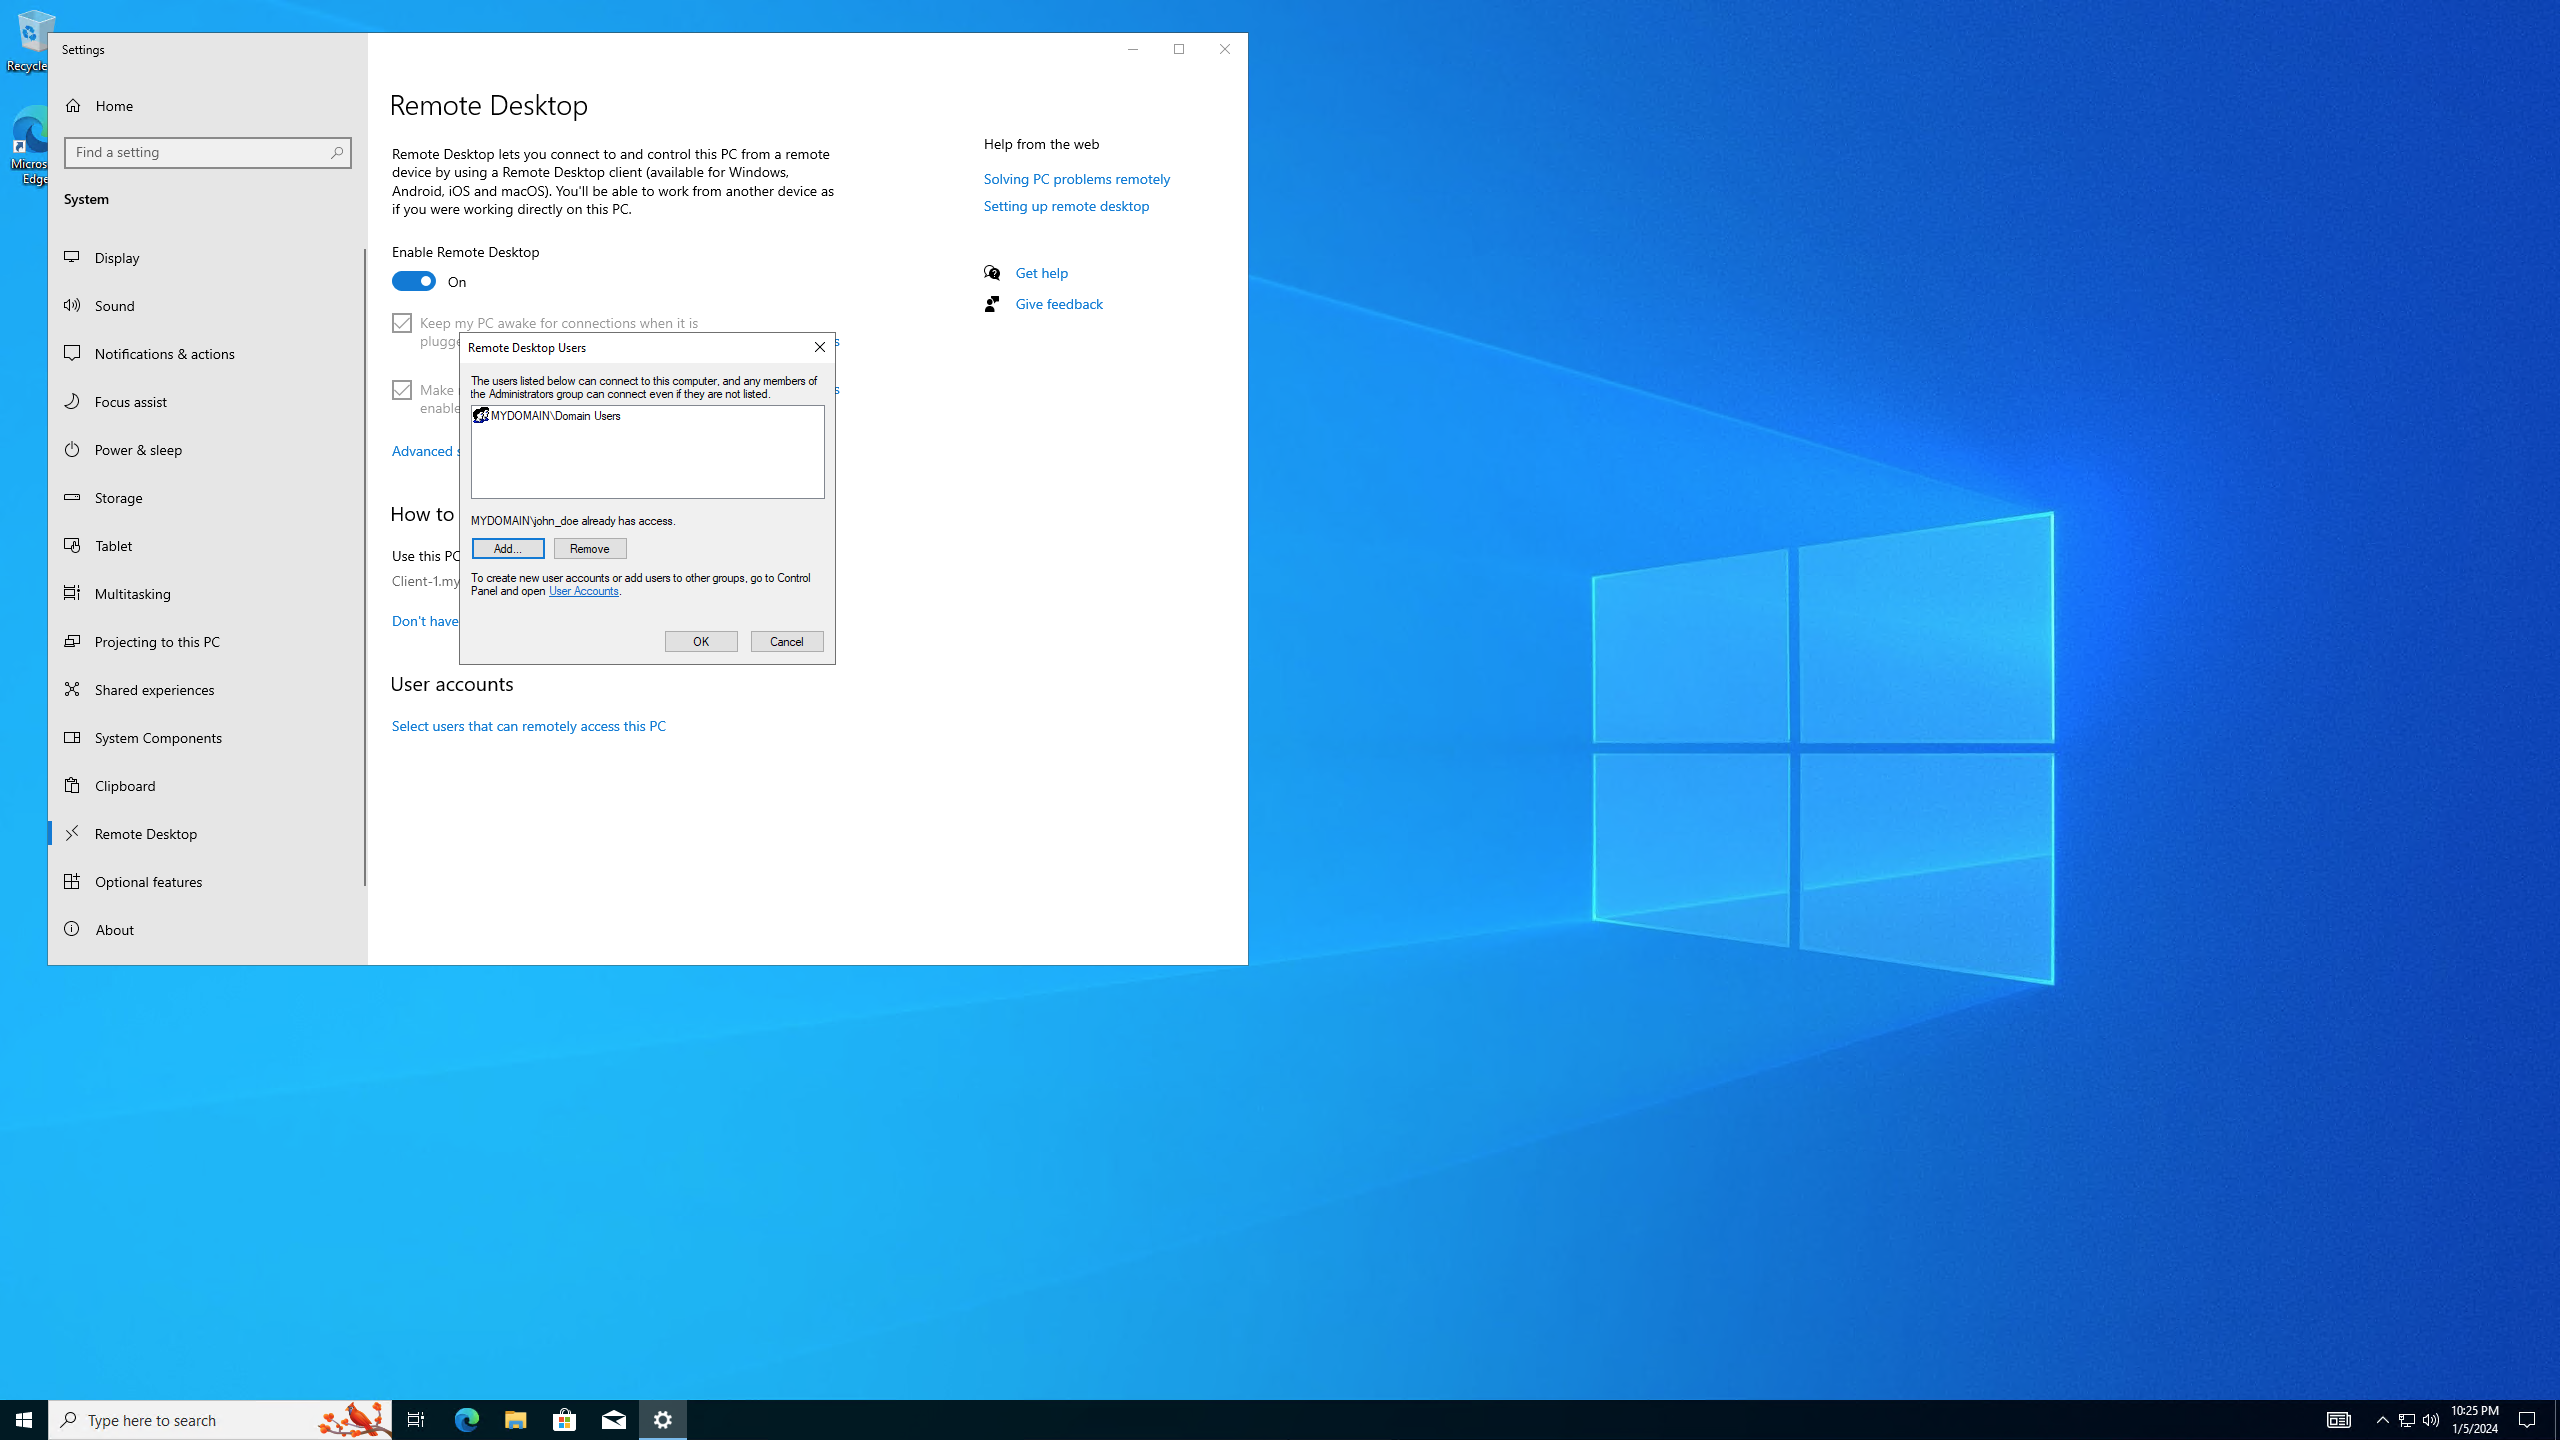 Recycle
Micros
Edge
Settings
Home
Find a setting
System
Display
Sound
Notifications & actions
Focus assist
Power & sleep
Storage
Tablet
Multitasking
Projecting to this PC
Shared experiences
System Components
Clipboard
Remote Desktop
Optional features
About
Remote Desktop
Remote Desktop lets you connect to and control this PC from a remote
device by using a Remote Desktop client (available for Windows,
Android, iOS and macOS). You'll be able to work from another device as
if you were working directly on this PC.
Enable Remote Desktop
On
Keep my PC awake for connections when it is
plugge
s
Make
s
enable
Advanced s
How to
Use this PC
Client-1.my
Don't have
User accounts
Select users that can remotely access this PC
Remote Desktop Users
The users listed below can connect to this computer, and any members of
the Administrators group can connect even if they are not listed.
MYDOMAIN\Domain Users
MYDOMAIN\john_doe already has access.
Add...
Remove
To create new user accounts or add users to other groups, go to Control
Panel and open User Accounts.
OK
Cancel
Help from the web
Solving PC problems remotely
Setting up remote desktop
Get help
Give feedback
Type here to search
10:25 PM
1/5/2024